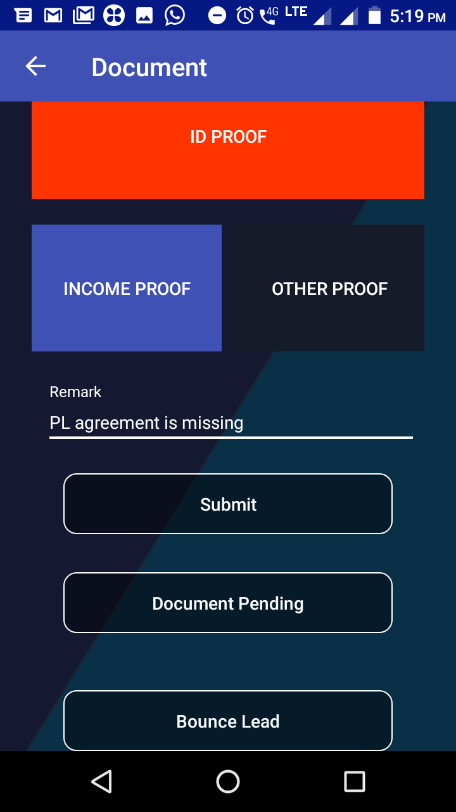 4G LTE 5:19 PM
Document
ID PROOF
INCOME PROOF
OTHER PROOF
Remark
PL agreement is missing
Submit
Document Pending
Bounce Lead